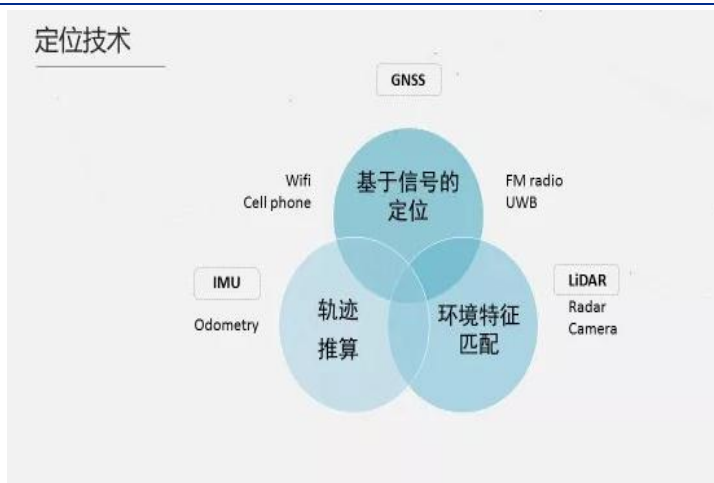 定位技术
GNSS
Wifi
Cell phone
基于信号的
定位
FM radio
UWB
IMU
Odometry
轨迹
推算
环境特征
匹配
LiDAR
Radar
Camera